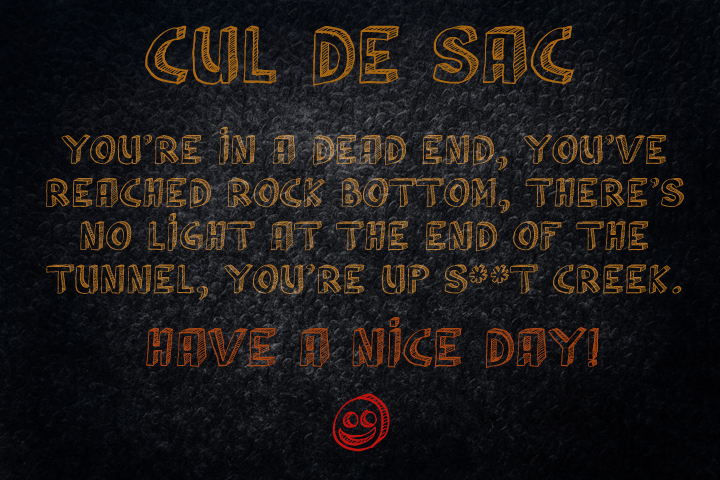 CUL DE SAC
YOU'RE iN A DEAD END, YOU'VE
REACHED ROCK BOTTOM, THERE'S
NO LiGHT AT THE END OF THE
TUNNEL, YOU'RE UP S**T CREEK.
HAVE A NiCE DAY!